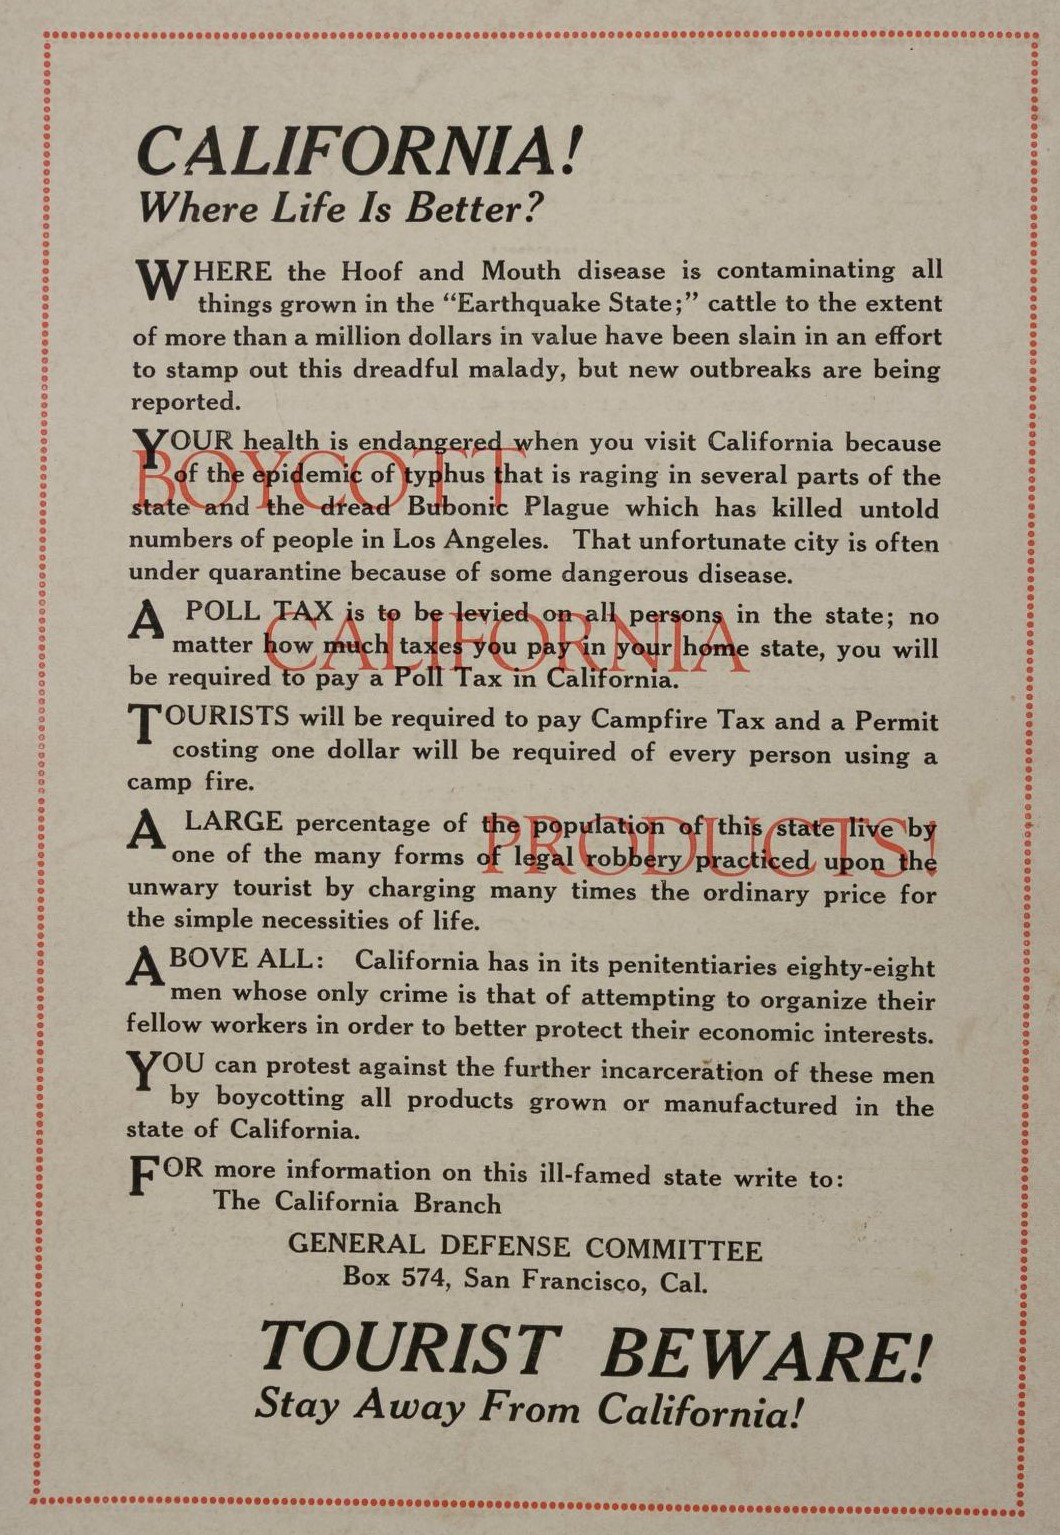 CALIFORNIA!
Where Life Is Better?
WHERE the Hoof and Mouth disease is contaminating all
things grown in the “Earthquake State;” cattle to the extent
of more than a million dollars in value have been slain in an effort
to stamp out this dreadful malady, but new outbreaks are being
reported.
YOUR health is endangered when you visit California because
of the epidemic of typhus that is raging in several parts of the
state and the dread Bubonic Plague which has killed untold
numbers of people in Los Angeles. That unfortunate city is often
under quarantine because of some dangerous disease.
BOYCOTT
A POLL TAX is to be levied on all persons in the state; no
matter how much taxes you pay in your home state, you will
be required to pay a Poll Tax in California.
CALIFORNIA
TOURISTS will be required to pay Campfire Tax and a Permit
costing one dollar will be required of every person using a
camp fire.
A LARGE percentage of the population of this state live by
one of the many forms of legal robbery practiced upon the
unwary tourist by charging many times the ordinary price for
the simple necessities of life.
PRODUCTS!
ABOVE ALL: California has in its penitentiaries eighty-eight
men whose only crime is that of attempting to organize their
fellow workers in order to better protect their economic interests.
YOU can protest against the further incarceration of these men
by boycotting all products grown or manufactured in the
state of California.
FOR more information on this ill-famed state write to:
The California Branch
GENERAL DEFENSE COMMITTEE
Box 574, San Francisco, Cal.
TOURIST BEWARE!
Stay Away From California!